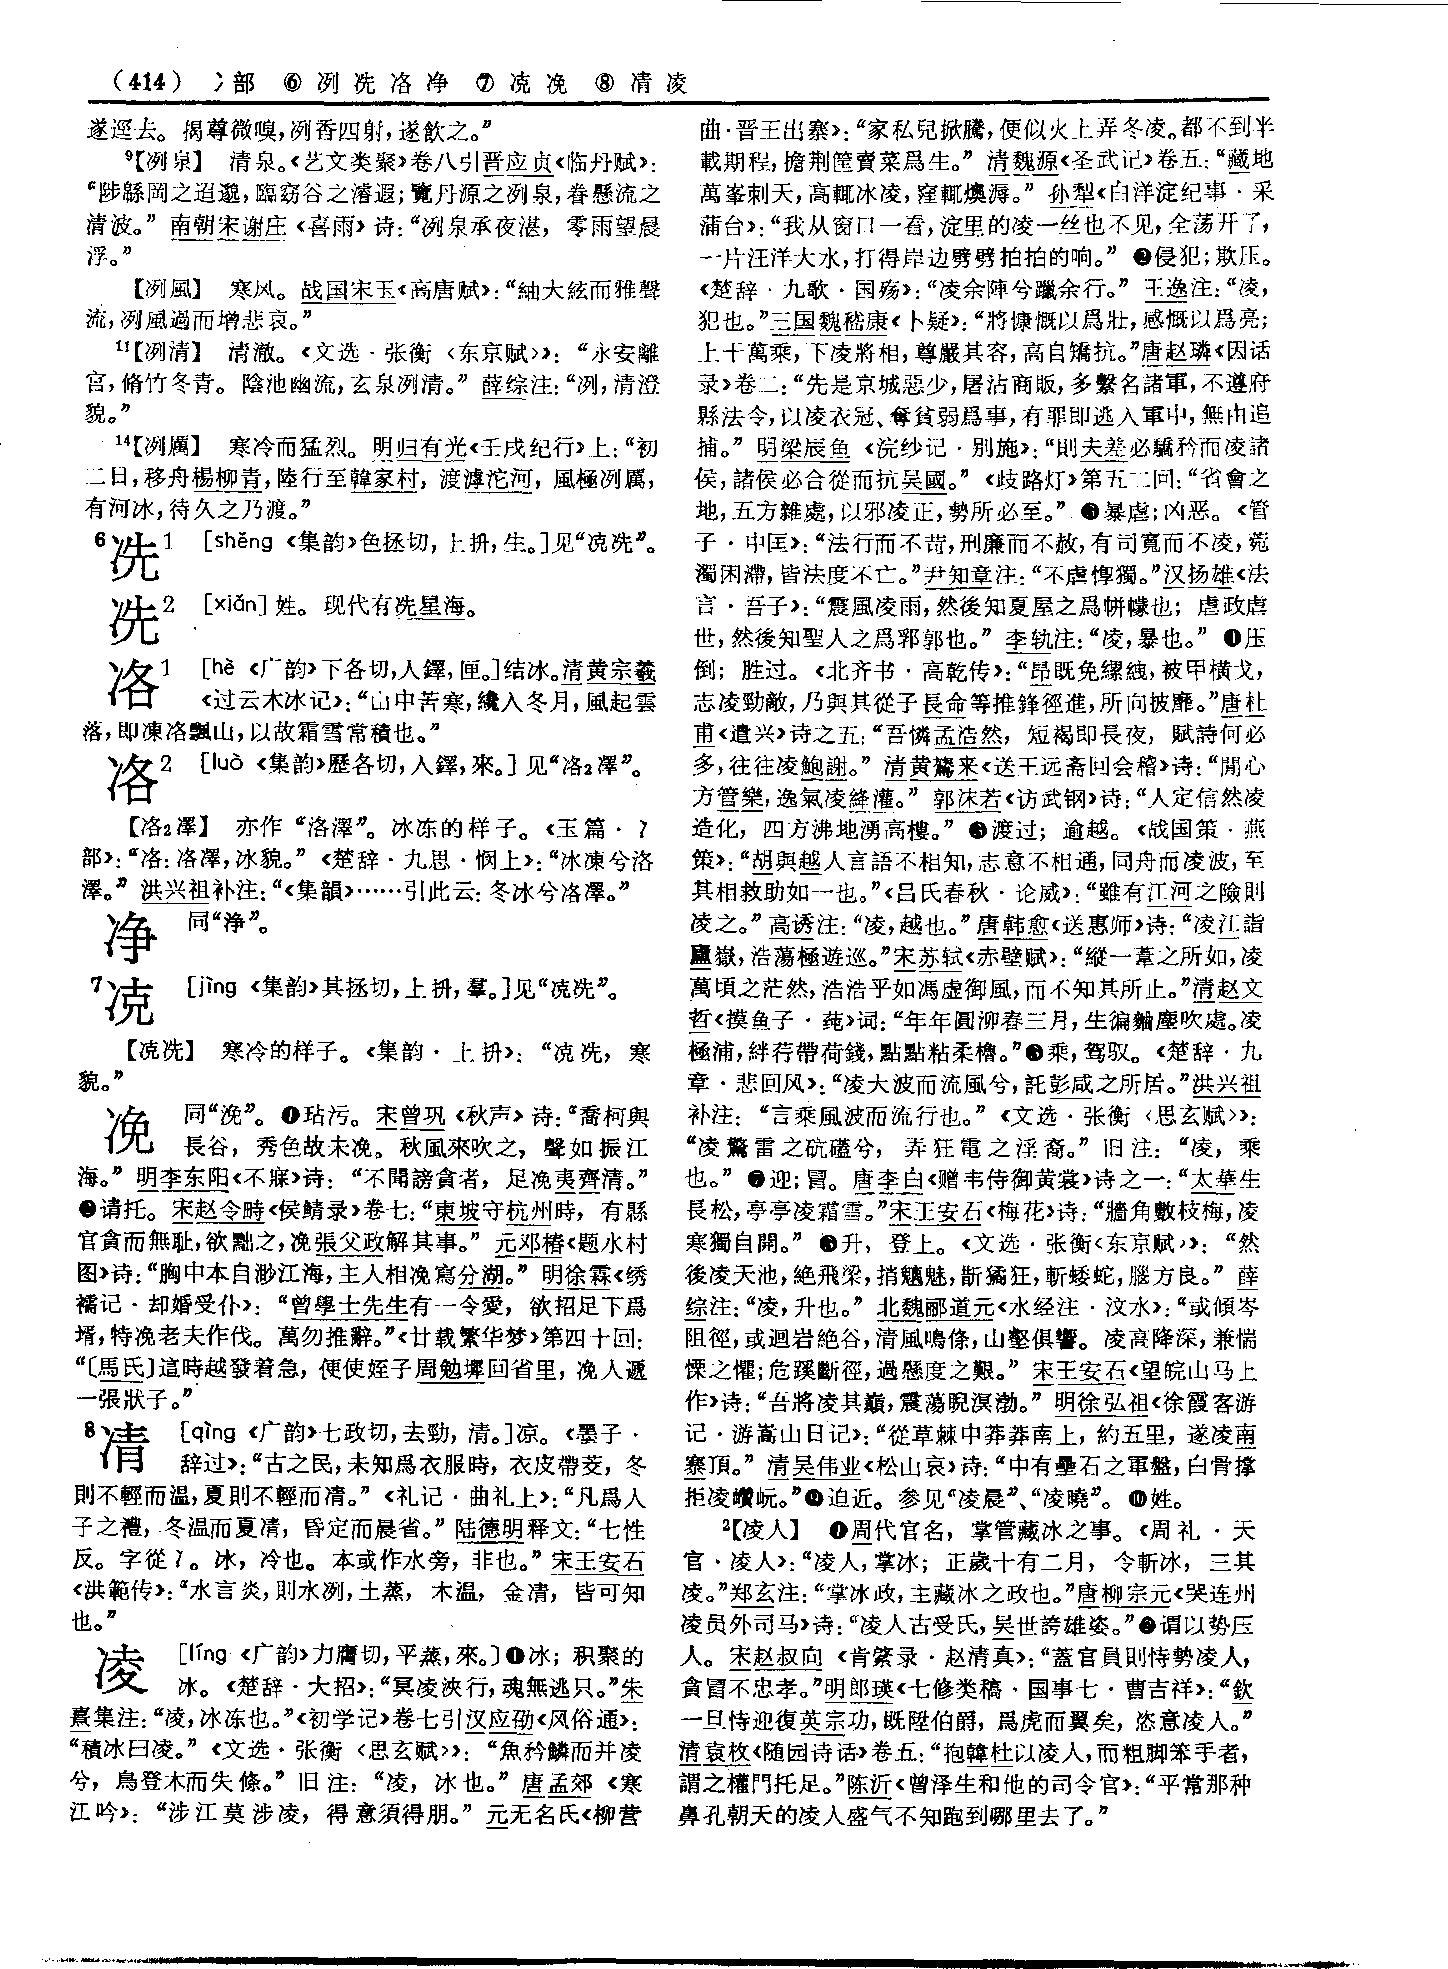 （414） 冫部 ⑥ 冽 冼 冾 净 ⑦ 凂 ⑧ 凊 凌
遂逕去。揭尊微嗅，冽香四射，遂飲之。”
⁹【冽泉】 清泉。《艺文类聚》卷八引晋应贞《临丹赋》：
“陟緜岡之迢邈，臨窈谷之濬遐；覽丹源之冽泉，眷懸流之
清波。” 南朝宋谢庄《喜雨》诗：“冽泉承夜湛，零雨望晨
浮。”
【冽風】 寒风。战国宋玉《高唐赋》：“紬大絃而雅聲
流，冽風過而增悲哀。”
¹¹【冽清】 清澈。《文选·张衡〈东京赋〉》：“永安離
宫，脩竹冬青。陰池幽流，玄泉冽清。” 薛综注：“冽，清澄
貌。”
¹⁴【冽厲】 寒冷而猛烈。明归有光《壬戌纪行》上：“初
二日，移舟楊柳青，陸行至韓家村，渡滹沱河，風極冽厲，
有河冰，待久之乃渡。”
6 冼1 [shěng 《集韵》色拯切，上拼，生。]见“凊冼”。
冼2 [xiǎn] 姓。现代有冼星海。
洛1 [hè 《广韵》下各切，入鐸，匣。]结冰。清黄宗羲
《过云木冰记》：“山中苦寒，纔入冬月，風起雲
落，即凍洛飄山，以故霜雪常積也。”
洛2 [luò 《集韵》歷各切，入鐸，來。] 见“洛2澤”。
【洛2澤】 亦作“洛澤”。冰冻的样子。《玉篇·冫
部》：“洛：洛澤，冰貌。”《楚辞·九思·悯上》：“冰凍兮洛
澤。” 洪兴祖补注：“《集韻》……引此云：冬冰兮洛澤。”
净 同“净”。
[jìng 《集韵》其拯切，上拼，羣。]
寒冷的样子。《集韵·上拼》： 寒
貌。”
凂 同“浼”。❶玷污。宋曾巩《秋声》诗：“喬柯與
長谷，秀色故未凂。秋風來吹之，聲如振江
海。” 明李东阳《不寐》诗：“不聞謗貪者，足凂夷齊清。”
❷请托。宋赵令畤《侯鲭录》卷七：“東坡守杭州時，有縣
官貪而無耻，欲黜之，凂張父政解其事。” 元邓椿《题水村
图》诗：“胸中本自渺江海，主人相凂寫分湖。” 明徐霖《绣
襦记·却婚受仆》：“曾學士先生有一令愛，欲招足下爲
壻，特凂老夫作伐。萬勿推辭。”《廿载繁华梦》第四十回：
“〔馬氏〕這時越發着急，便使姪子周勉墀回省里，凂人遞
一張狀子。”
8 凊 [qìng 《广韵》七政切，去勁，清。]凉。《墨子·
辞过》：“古之民，未知爲衣服時，衣皮帶茭，冬
則不輕而温，夏則不輕而凊。”《礼记·曲礼上》：“凡爲人
子之禮，冬温而夏凊，昏定而晨省。” 陆德明释文：“七性
反。字從冫。冰，冷也。本或作水旁，非也。” 宋王安石
《洪範传》：“水言炎，則水冽，土蒸，木温，金凊，皆可知
也。”
凌 [líng 《广韵》力膺切，平蒸，來。]❶冰；积聚的
冰。《楚辞·大招》：“冥凌浹行，魂無逃只。”朱
熹集注：“凌，冰冻也。”《初学记》卷七引汉应劭《风俗通》：
“積冰曰凌。”《文选·张衡〈思玄赋〉》：“魚矜鱗而并凌
兮，鳥登木而失條。” 旧注：“凌，冰也。” 唐孟郊《寒
江吟》：“涉江莫涉凌，得意須得朋。” 元无名氏《柳营
曲·晋王出寨》：“家私兒掀騰，便似火上弄冬凌。都不到半
載期程，擔荆筐賣菜爲生。” 清魏源《圣武记》卷五：“藏地
萬峯刺天，高輒冰凌，窪輒燠溽。” 孙犁《白洋淀纪事·采
蒲台》：“我从窗口一看，淀里的凌一丝也不见，全荡开了，
一片汪洋大水，打得岸边劈劈拍拍的响。” ❷侵犯；欺压。
《楚辞·九歌·国殇》：“凌余陣兮躐余行。” 王逸注：“凌，
犯也。”三国魏嵇康《卜疑》：“將慷慨以爲壯，感慨以爲亮；
上干萬乘，下凌將相，尊嚴其容，高自矯抗。”唐赵璘《因话
录》卷二：“先是京城惡少，屠沽商販，多繫名諸軍，不遵府
縣法令，以凌衣冠、奪貧弱爲事，有罪即逃入軍中，無由追
捕。” 明梁辰鱼《浣纱记·别施》：“則夫差必驕矜而凌諸
侯，諸侯必合從而抗吴國。”《歧路灯》第五二回：“省會之
地，五方雜處，以邪凌正，勢所必至。” ❸暴虐；凶恶。《管
子·中匡》：“法行而不苛，刑廉而不赦，有司寬而不凌，菀
濁困滯，皆法度不亡。”尹知章注：“不虐惸獨。”汉扬雄《法
言·吾子》：“震風凌雨，然後知夏屋之爲帡幪也；虐政虐
世，然後知聖人之爲郛郭也。” 李轨注：“凌，暴也。” ❹压
倒；胜过。《北齐书·高乾传》：“昂既免縲絏，被甲横戈，
志凌勁敵，乃與其從子長命等推鋒徑進，所向披靡。”唐杜
甫《遣兴》诗之五：“吾憐孟浩然，短褐即長夜，賦詩何必
多，往往凌鮑謝。” 清黄鷟来《送王远斋回会稽》诗：“閒心
方管樂，逸氣凌絳灌。” 郭沫若《访武钢》诗：“人定信然凌
造化，四方沸地湧高樓。” ❺渡过；逾越。《战国策·燕
策》：“胡與越人言語不相知，志意不相通，同舟而凌波，至
其相救助如一也。”《吕氏春秋·论威》：“雖有江河之險則
凌之。” 高诱注：“凌，越也。” 唐韩愈《送惠师》诗：“凌江詣
廬嶽，浩蕩極遊巡。”宋苏轼《赤壁赋》：“縱一葦之所如，凌
萬頃之茫然，浩浩乎如馮虚御風，而不知其所止。”清赵文
哲《摸鱼子·莼》词：“年年圓泖春三月，生徧麴塵吹處。凌
極浦，絆荇帶荷錢，點點粘柔櫓。”❻乘，驾驭。《楚辞·九
章·悲回风》：“凌大波而流風兮，託彭咸之所居。”洪兴祖
补注：“言乘風波而流行也。”《文选·张衡〈思玄赋〉》：
“凌驚雷之砊礚兮，弄狂電之淫裔。” 旧注：“凌，乘
也。” ❼迎；冒。唐李白《赠韦侍御黄裳》诗之一：“太華生
長松，亭亭凌霜雪。”宋王安石《梅花》诗：“牆角數枝梅，凌
寒獨自開。” ❽升，登上。《文选·张衡〈东京赋〉》：“然
後凌天池，絶飛梁，捎魑魅，斮獝狂，斬蜲蛇，腦方良。” 薛
综注：“凌，升也。” 北魏郦道元《水经注·汶水》：“或傾岑
阻徑，或迴岩絶谷，清風鳴條，山壑俱響。凌高降深，兼惴
慄之懼；危蹊斷徑，過懸度之艱。” 宋王安石《望皖山马上
作》诗：“吾將凌其巔，震蕩睨溟渤。” 明徐弘祖《徐霞客游
记·游嵩山日记》：“從草棘中莽莽南上，約五里，遂凌南
寨頂。” 清吴伟业《松山哀》诗：“中有壘石之軍盤，白骨撑
拒凌巑岏。”❾迫近。参见“凌晨”、“凌曉”。❿姓。
²【凌人】 ❶周代官名，掌管藏冰之事。《周礼·天
官·凌人》：“凌人，掌冰；正歲十有二月，令斬冰，三其
凌。”郑玄注：“掌冰政，主藏冰之政也。”唐柳宗元《哭连州
凌员外司马》诗：“凌人古受氏，吴世誇雄姿。”❷谓以势压
人。宋赵叔向《肯綮录·赵清真》：“蓋官員則恃勢凌人，
貪冒不忠孝。”明郎瑛《七修类稿·国事七·曹吉祥》：“欽
一旦恃迎復英宗功，既陞伯爵，爲虎而翼矣，恣意凌人。”
清袁枚《随园诗话》卷五：“抱韓杜以凌人，而粗脚笨手者，
謂之權門托足。”陈沂《曾泽生和他的司令官》：“平常那种
鼻孔朝天的凌人盛气不知跑到哪里去了。”